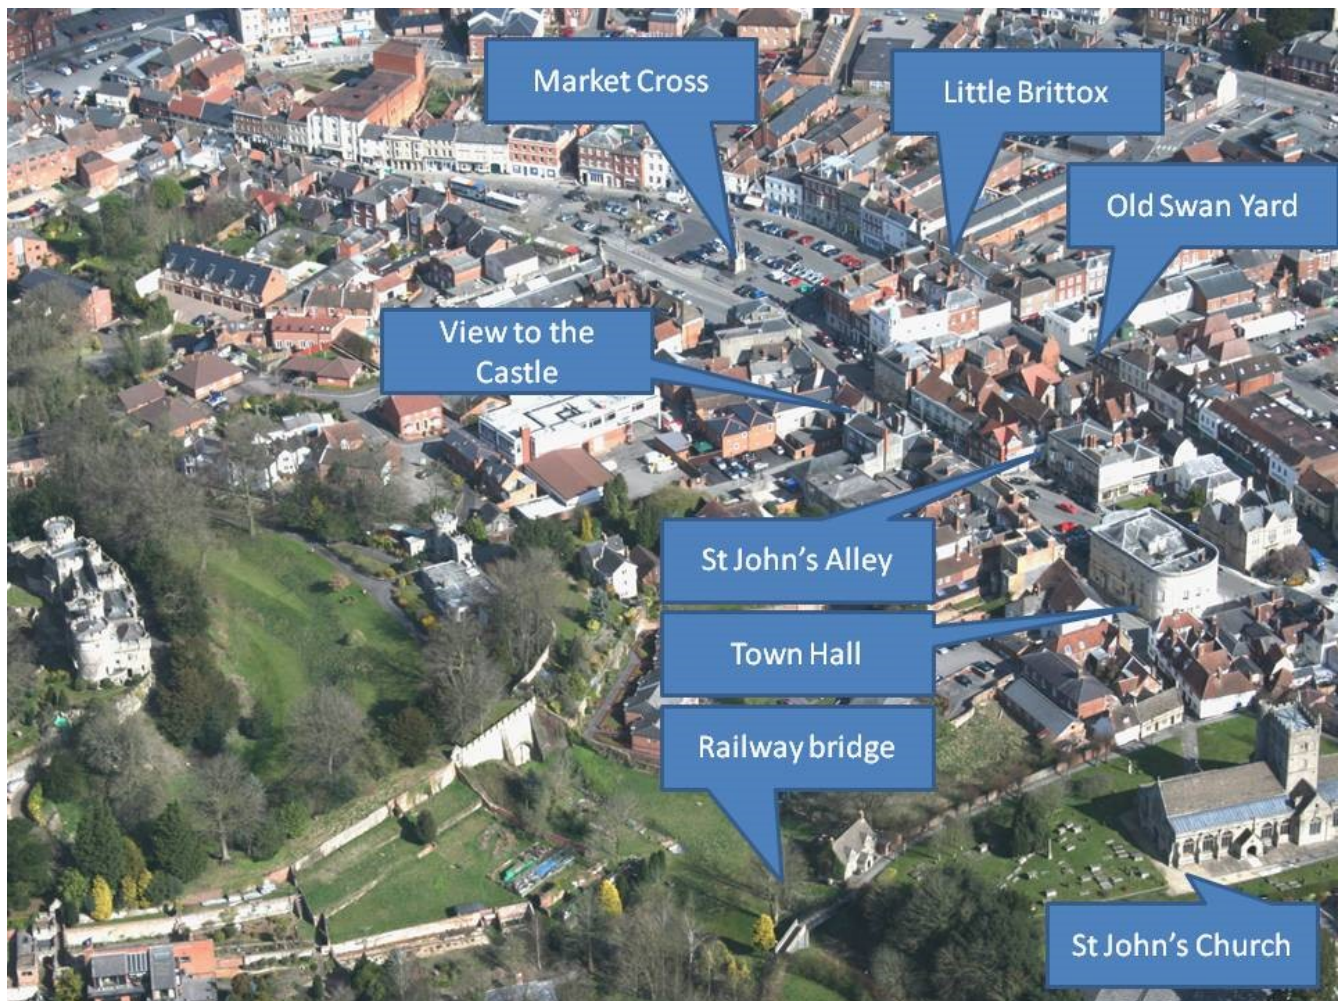 Market Cross
Little Brittox
Old Swan Yard
View to the
Castle
St John's Alley
Town Hall
Railway bridge
St John's Church